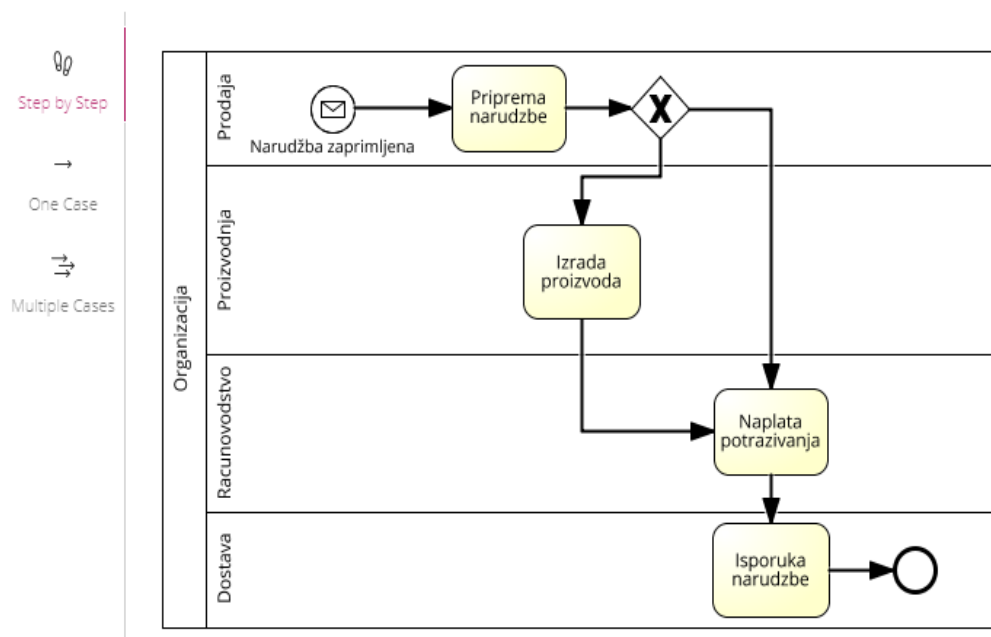 Step by Step
One Case
Multiple Cases
Organizacija
Prodaja
Narudžba zaprimljena
Priprema
narudzbe
X
Proizvodnja
Izrada
proizvoda
Racunovodstvo
Naplata
potrazivanja
Dostava
Isporuka
narudzbe